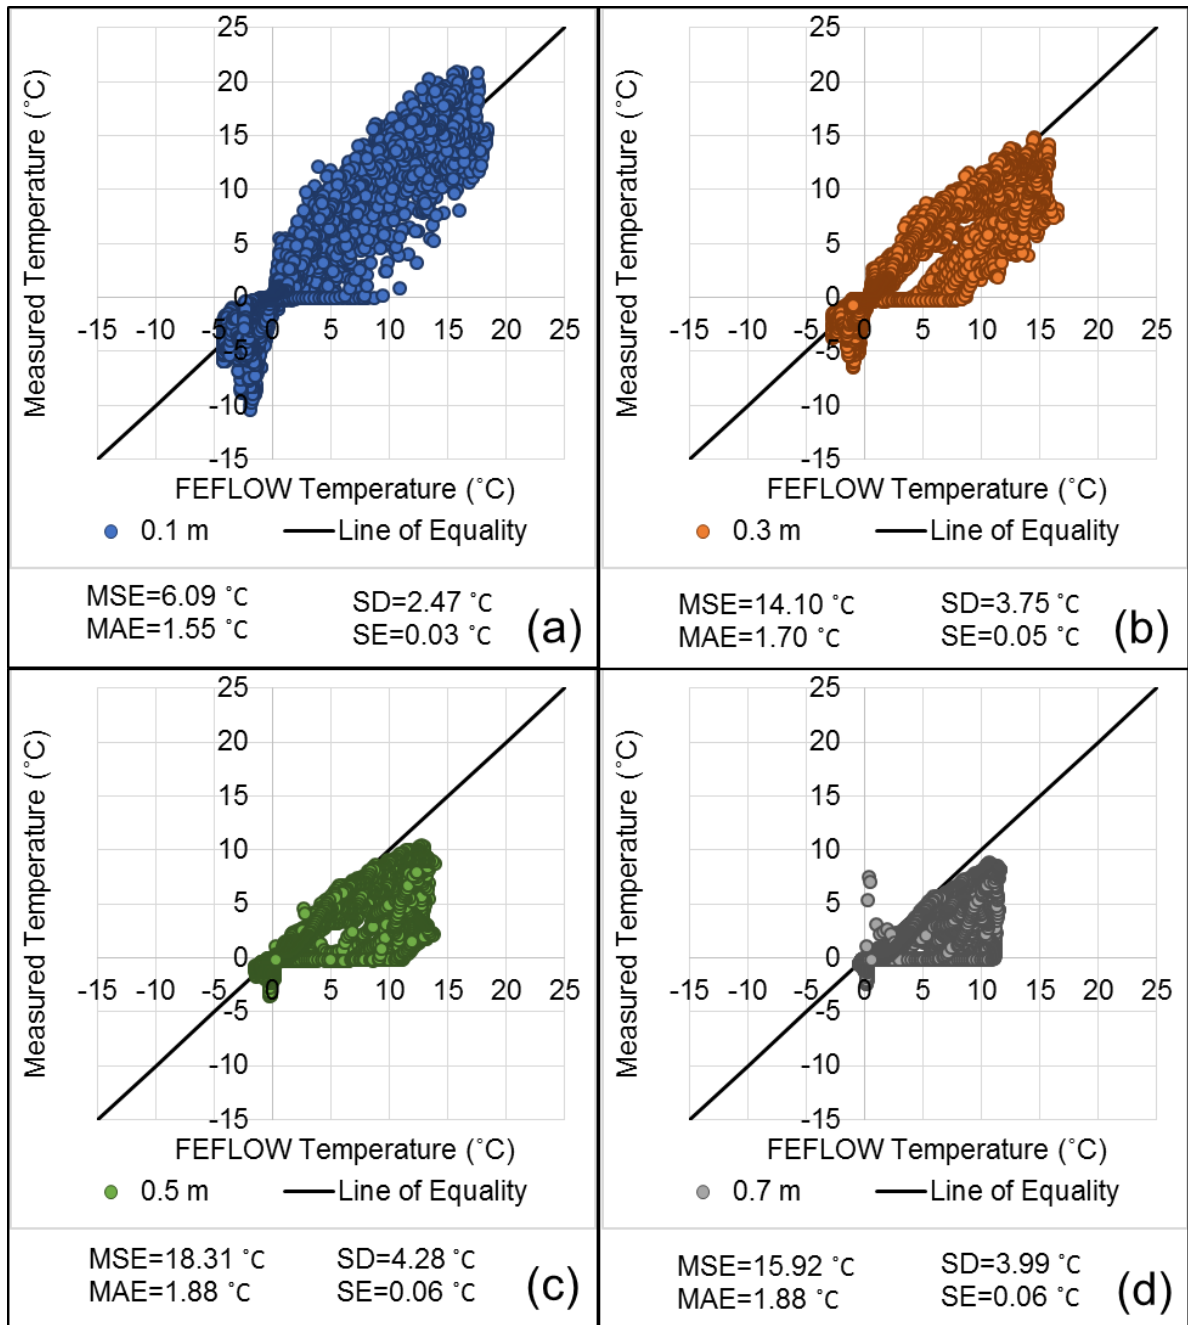 25
20
15
10
5
0
-15 -10 -5 0 5 10 15 20 25
-5
-10
-15
Measured Temperature (˚C)
FEFLOW Temperature (˚C)
0.1 m Line of Equality
MSE=6.09 ˚C SD=2.47 ˚C
MAE=1.55 ˚C SE=0.03 ˚C
(a)
25
20
15
10
5
0
-15 -10 -5 0 5 10 15 20 25
-5
-10
-15
Measured Temperature (˚C)
FEFLOW Temperature (˚C)
0.3 m Line of Equality
MSE=14.10 ˚C SD=3.75 ˚C
MAE=1.70 ˚C SE=0.05 ˚C
(b)
25
20
15
10
5
0
-15 -10 -5 0 5 10 15 20 25
-5
-10
-15
Measured Temperature (˚C)
FEFLOW Temperature (˚C)
0.5 m Line of Equality
MSE=18.31 ˚C SD=4.28 ˚C
MAE=1.88 ˚C SE=0.06 ˚C
(c)
25
20
15
10
5
0
-15 -10 -5 0 5 10 15 20 25
-5
-10
-15
Measured Temperature (˚C)
FEFLOW Temperature (˚C)
0.7 m Line of Equality
MSE=15.92 ˚C SD=3.99 ˚C
MAE=1.88 ˚C SE=0.06 ˚C
(d)